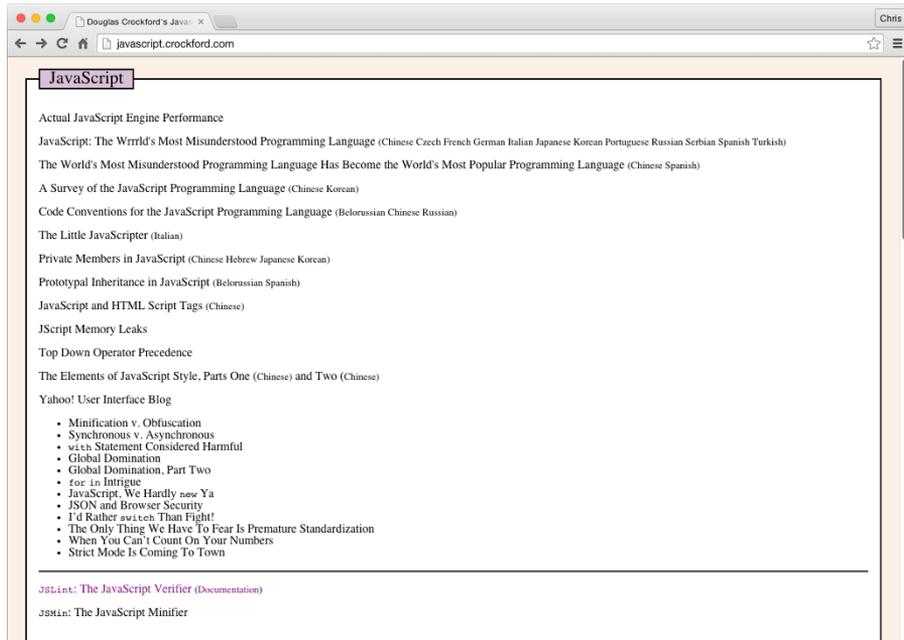 Douglas Crockford's Javas
Chris
javascript.crockford.com
JavaScript
Actual JavaScript Engine Performance
JavaScript: The Wrrrld's Most Misunderstood Programming Language (Chinese Czech French German Italian Japanese Korean Portuguese Russian Serbian Spanish Turkish)
The World's Most Misunderstood Programming Language Has Become the World's Most Popular Programming Language (Chinese Spanish)
A Survey of the JavaScript Programming Language (Chinese Korean)
Code Conventions for the JavaScript Programming Language (Belorussian Chinese Russian)
The Little JavaScripter (Italian)
Private Members in JavaScript (Chinese Hebrew Japanese Korean)
Prototypal Inheritance in JavaScript (Belorussian Spanish)
JavaScript and HTML Script Tags (Chinese)
JScript Memory Leaks
Top Down Operator Precedence
The Elements of JavaScript Style, Parts One (Chinese) and Two (Chinese)
Yahoo! User Interface Blog
• Minification v. Obfuscation
• Synchronous v. Asynchronous
• with Statement Considered Harmful
• Global Domination
• Global Domination, Part Two
• for in Intrigue
• JavaScript, We Hardly new Ya
• JSON and Browser Security
• I'd Rather switch Than Fight!
• The Only Thing We Have To Fear Is Premature Standardization
• When You Can't Count On Your Numbers
• Strict Mode Is Coming To Town
JSLint: The JavaScript Verifier (Documentation)
JSMin: The JavaScript Minifier